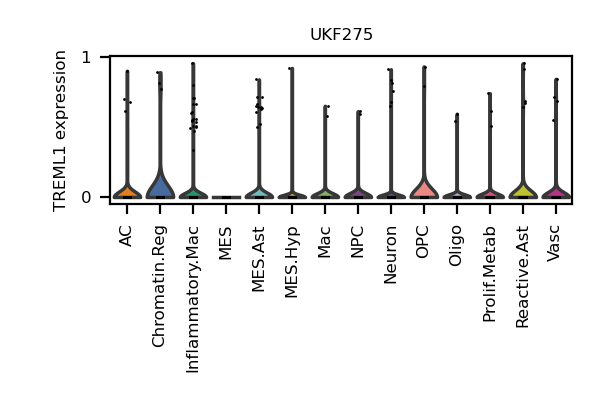 UKF275
TREML1 expression
1
0
AC
Chromatin.Reg
Inflammatory.Mac
MES
MES.Ast
MES.Hyp
Mac
NPC
Neuron
OPC
Oligo
Prolif.Metab
Reactive.Ast
Vasc